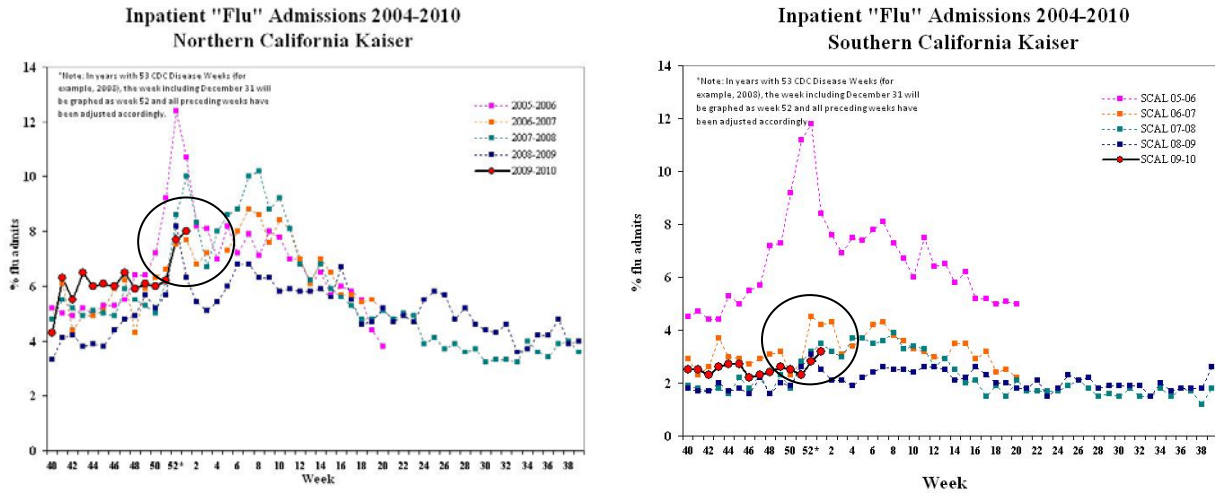 Inpatient "Flu" Admissions 2004-2010
Northern California Kaiser
14
12
10
8
6
4
2
0
% flu admits
*Note: In years with 53 CDC Disease Weeks (for
example, 2008), the week including December 31 will
be graphed as week 52 and all preceding weeks have
been adjusted accordingly.
2005-2006
2006-2007
2007-2008
2008-2009
2009-2010
40 42 44 46 48 50 52* 2 4 6 8 10 12 14 16 18 20 22 24 26 28 30 32 34 36 38
Week
Inpatient "Flu" Admissions 2004-2010
Southern California Kaiser
14
12
10
8
6
4
2
0
% flu admits
*Note: In years with 53 CDC Disease Weeks (for
example, 2008), the week including December 31 will
be graphed as week 52 and all preceding weeks have
been adjusted accordingly.
SCAL 05-06
SCAL 06-07
SCAL 07-08
SCAL 08-09
SCAL 09-10
40 42 44 46 48 50 52* 2 4 6 8 10 12 14 16 18 20 22 24 26 28 30 32 34 36 38
Week